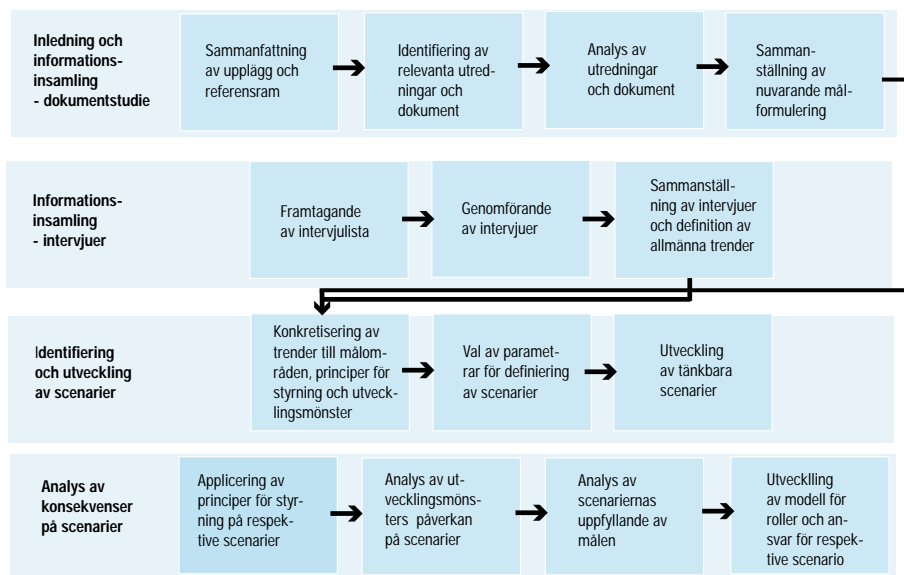 Inledning och
informations-
insamling
- dokumentstudie
Sammanfattning
av upplägg och
referensram
Identifiering av
relevanta utred-
ningar och
dokument
Analys av
utredningar
och dokument
Samman-
ställning av
nuvarande mål-
formulering
Informations-
insamling
- intervjuer
Framtagande
av intervjulista
Genomförande
av intervjuer
Sammanställ-
ning av intervjuer
och definition av
allmänna trender
Identifiering
och utveckling
av scenarier
Konkretisering av
trender till målom-
råden, principer för
styrning och utveck-
lingsmönster
Val av paramet-
rar för definiering
av scenarier
Utveckling
av tänkbara
scenarier
Analys av
konsekvenser
på scenarier
Applicering av
principer för styr-
ning på respek-
tive scenarier
Analys av ut-
vecklingsmöns-
ters påverkan
på scenarier
Analys av
scenariernas
uppfyllande av
målen
Utveclling
av modell för
roller och an-
svar för respek-
tive scenario